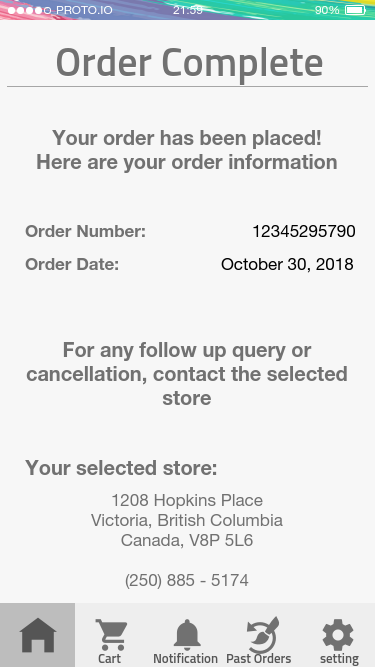 PROTO.IO 21:59 90%
Order Complete
Your order has been placed!
Here are your order information
Order Number: 12345295790
Order Date: October 30, 2018
For any follow up query or
cancellation, contact the selected
store
Your selected store:
1208 Hopkins Place
Victoria, British Columbia
Canada, V8P 5L6
(250) 885 - 5174
Cart Notification Past Orders setting